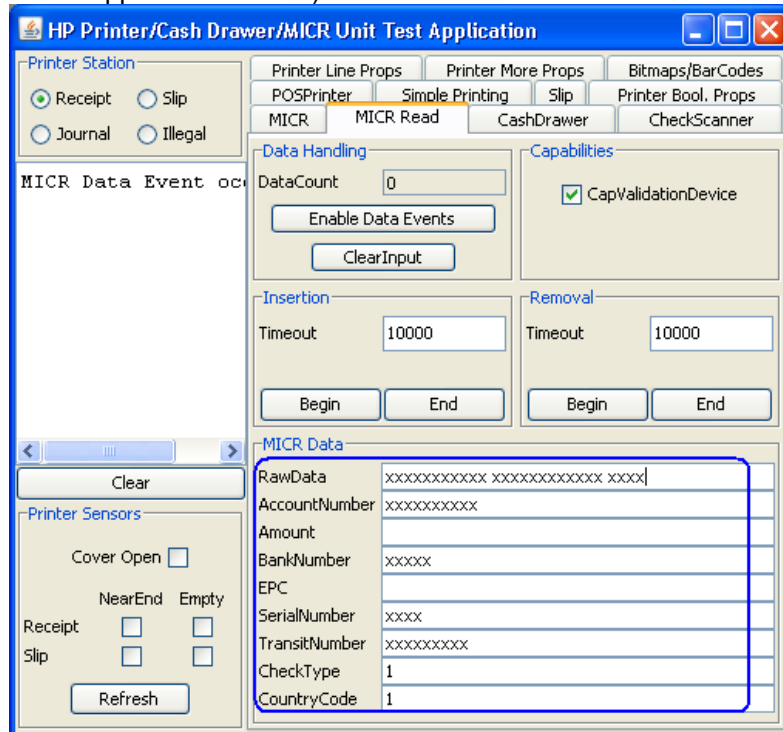 HP Printer/Cash Drawer/MICR Unit Test Application
Printer Station
Receipt Slip
Journal Illegal
MICR Data Event
Clear
Printer Sensors
Cover Open
NearEnd Empty
Receipt
Slip
Refresh
Printer Line Props Printer More Props Bitmaps/BarCodes
POSPrinter Simple Printing Slip Printer Bool. Props
MICR MICR Read CashDrawer CheckScanner
Data Handling
DataCount 0
Enable Data Events
ClearInput
Capabilities
CapValidationDevice
Insertion
Timeout 10000
Begin End
Removal
Timeout 10000
Begin End
MICR Data
RawData xxxxxxxxxxx xxxxxxxxxxxx xxxx
AccountNumber xxxxxxxxxx
Amount
BankNumber xxxxx
EPC
SerialNumber xxxx
TransitNumber xxxxxxxxx
CheckType 1
CountryCode 1